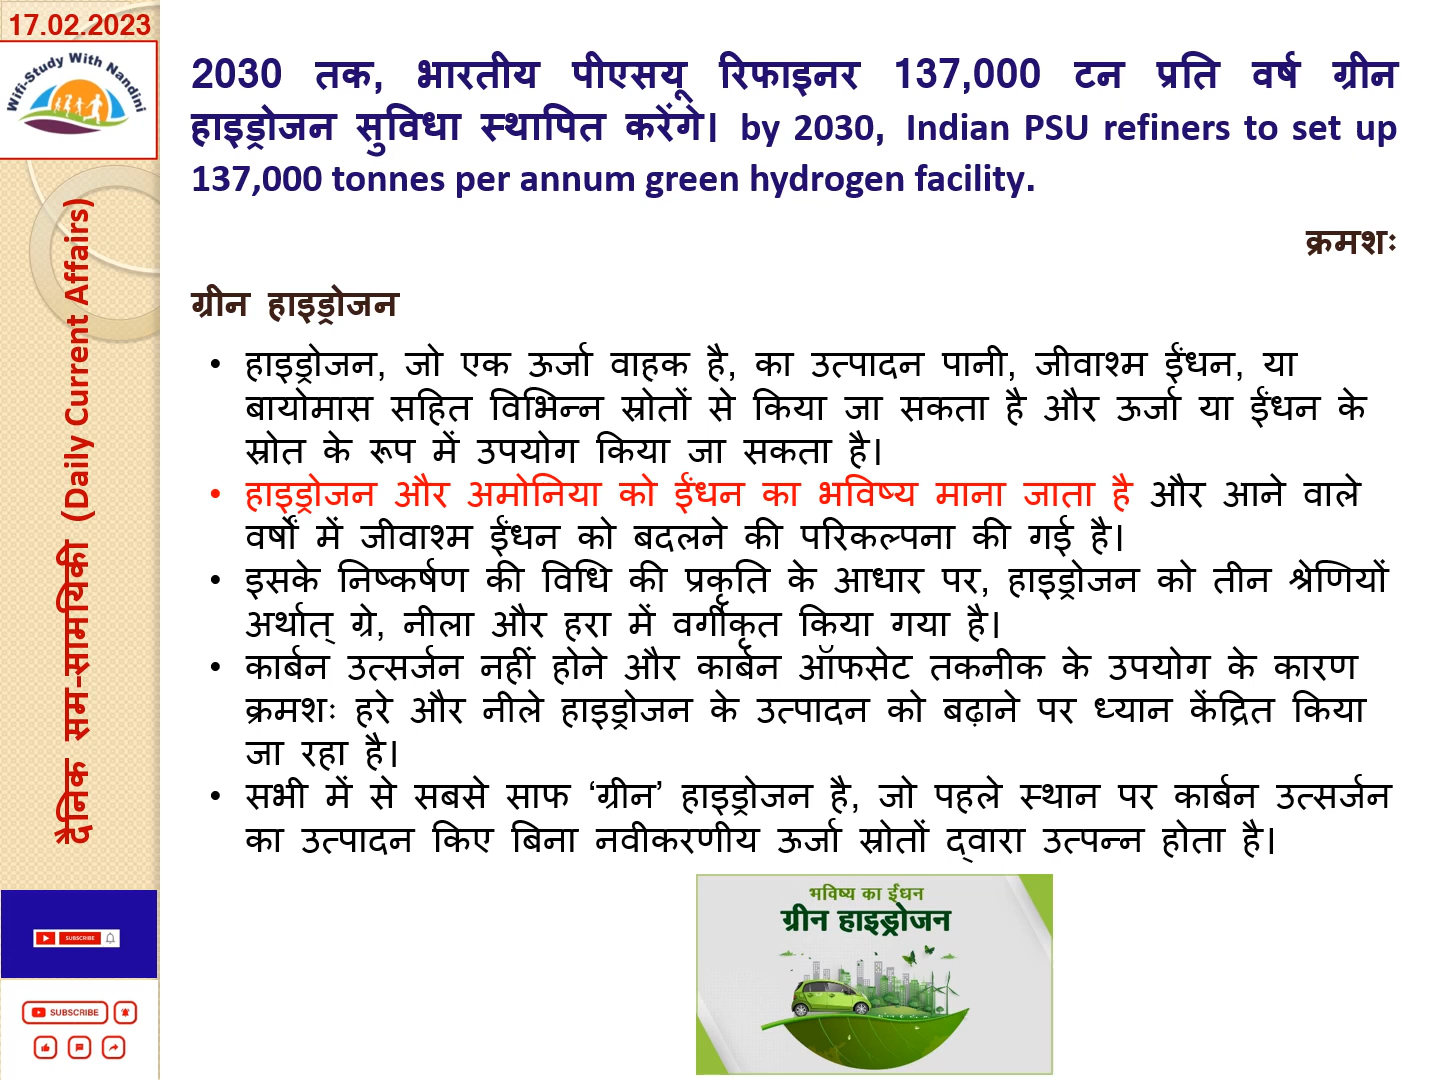 17.02.2023
Wifi-Study With Nandini
दैनिक सम-सामयिकी (Daily Current Affairs)
2030 तक, भारतीय पीएसयू रिफाइनर 137,000 टन प्रति वर्ष ग्रीन
हाइड्रोजन सुविधा स्थापित करेंगे। by 2030, Indian PSU refiners to set up
137,000 tonnes per annum green hydrogen facility.
क्रमशः
ग्रीन हाइड्रोजन
• हाइड्रोजन, जो एक ऊर्जा वाहक है, का उत्पादन पानी, जीवाश्म ईंधन, या
बायोमास सहित विभिन्न स्रोतों से किया जा सकता है और ऊर्जा या ईंधन के
स्रोत के रूप में उपयोग किया जा सकता है।
• हाइड्रोजन और अमोनिया को ईंधन का भविष्य माना जाता है और आने वाले
वर्षों में जीवाश्म ईंधन को बदलने की परिकल्पना की गई है।
• इसके निष्कर्षण की विधि की प्रकृति के आधार पर, हाइड्रोजन को तीन श्रेणियों
अर्थात् ग्रे, नीला और हरा में वर्गीकृत किया गया है।
• कार्बन उत्सर्जन नहीं होने और कार्बन ऑफसेट तकनीक के उपयोग के कारण
क्रमशः हरे और नीले हाइड्रोजन के उत्पादन को बढ़ाने पर ध्यान केंद्रित किया
जा रहा है।
• सभी में से सबसे साफ ‘ग्रीन’ हाइड्रोजन है, जो पहले स्थान पर कार्बन उत्सर्जन
का उत्पादन किए बिना नवीकरणीय ऊर्जा स्रोतों द्वारा उत्पन्न होता है।
भविष्य का ईंधन
ग्रीन हाइड्रोजन
SUBSCRIBE
SUBSCRIBE